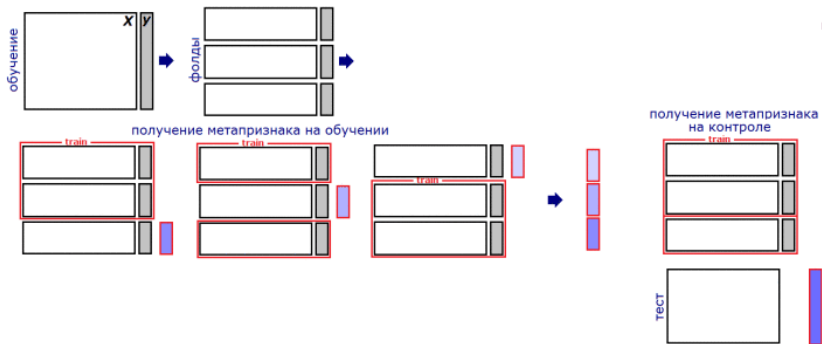 X y
обучение
фолды
получение метапризнака на обучении
train
train
train
получение метапризнака
на контроле
train
тест